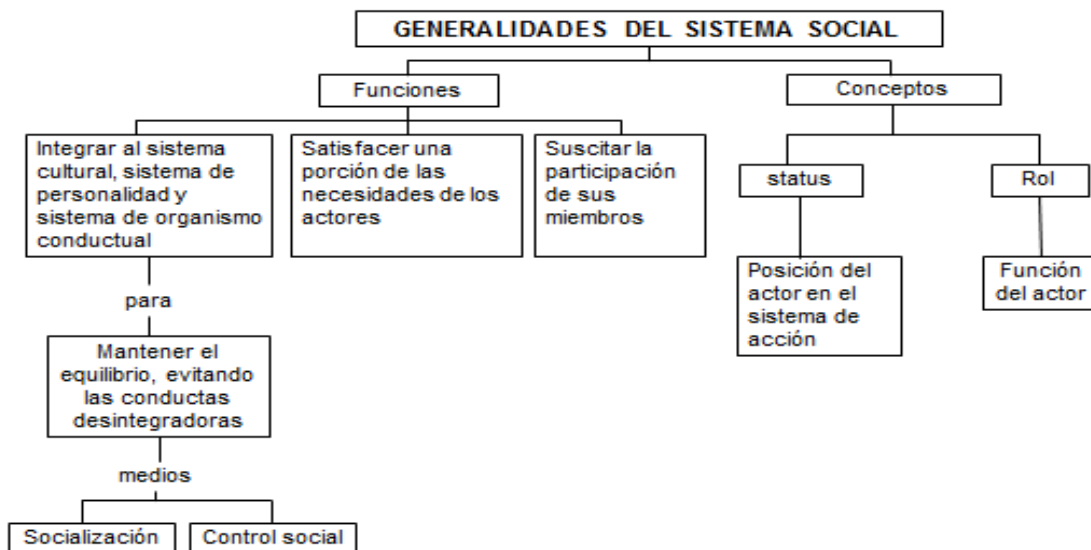 GENERALIDADES DEL SISTEMA SOCIAL
Funciones
Conceptos
Integrar al sistema
cultural, sistema de
personalidad y
sistema de organismo
conductual
Satisfacer una
porción de las
necesidades de los
actores
Suscitar la
participación
de sus
miembros
status
Rol
Posición del
actor en el
sistema de
acción
Función
del actor
para
Mantener el
equilibrio, evitando
las conductas
desintegradoras
medios
Socialización
Control social